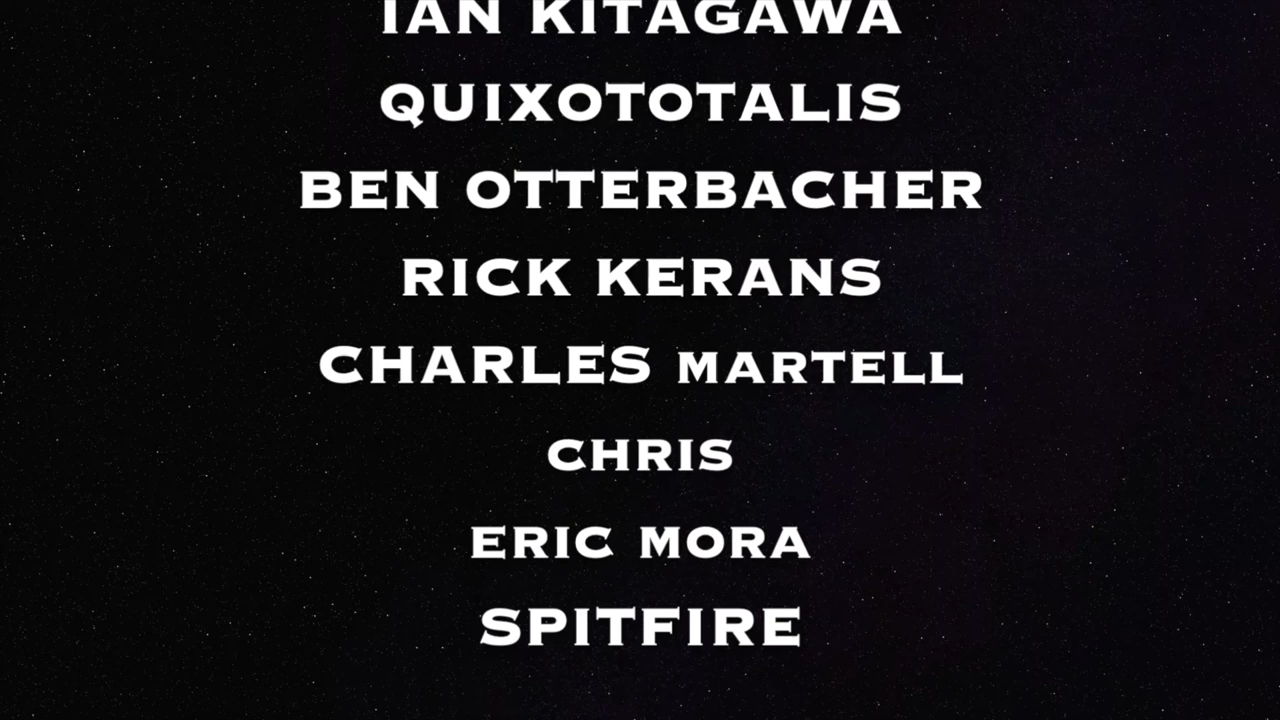 IAN KITAGAWA
QUIXOTOTALIS
BEN OTTERBACHER
RICK KERANS
CHARLES MARTELL
CHRIS
ERIC MORA
SPITFIRE